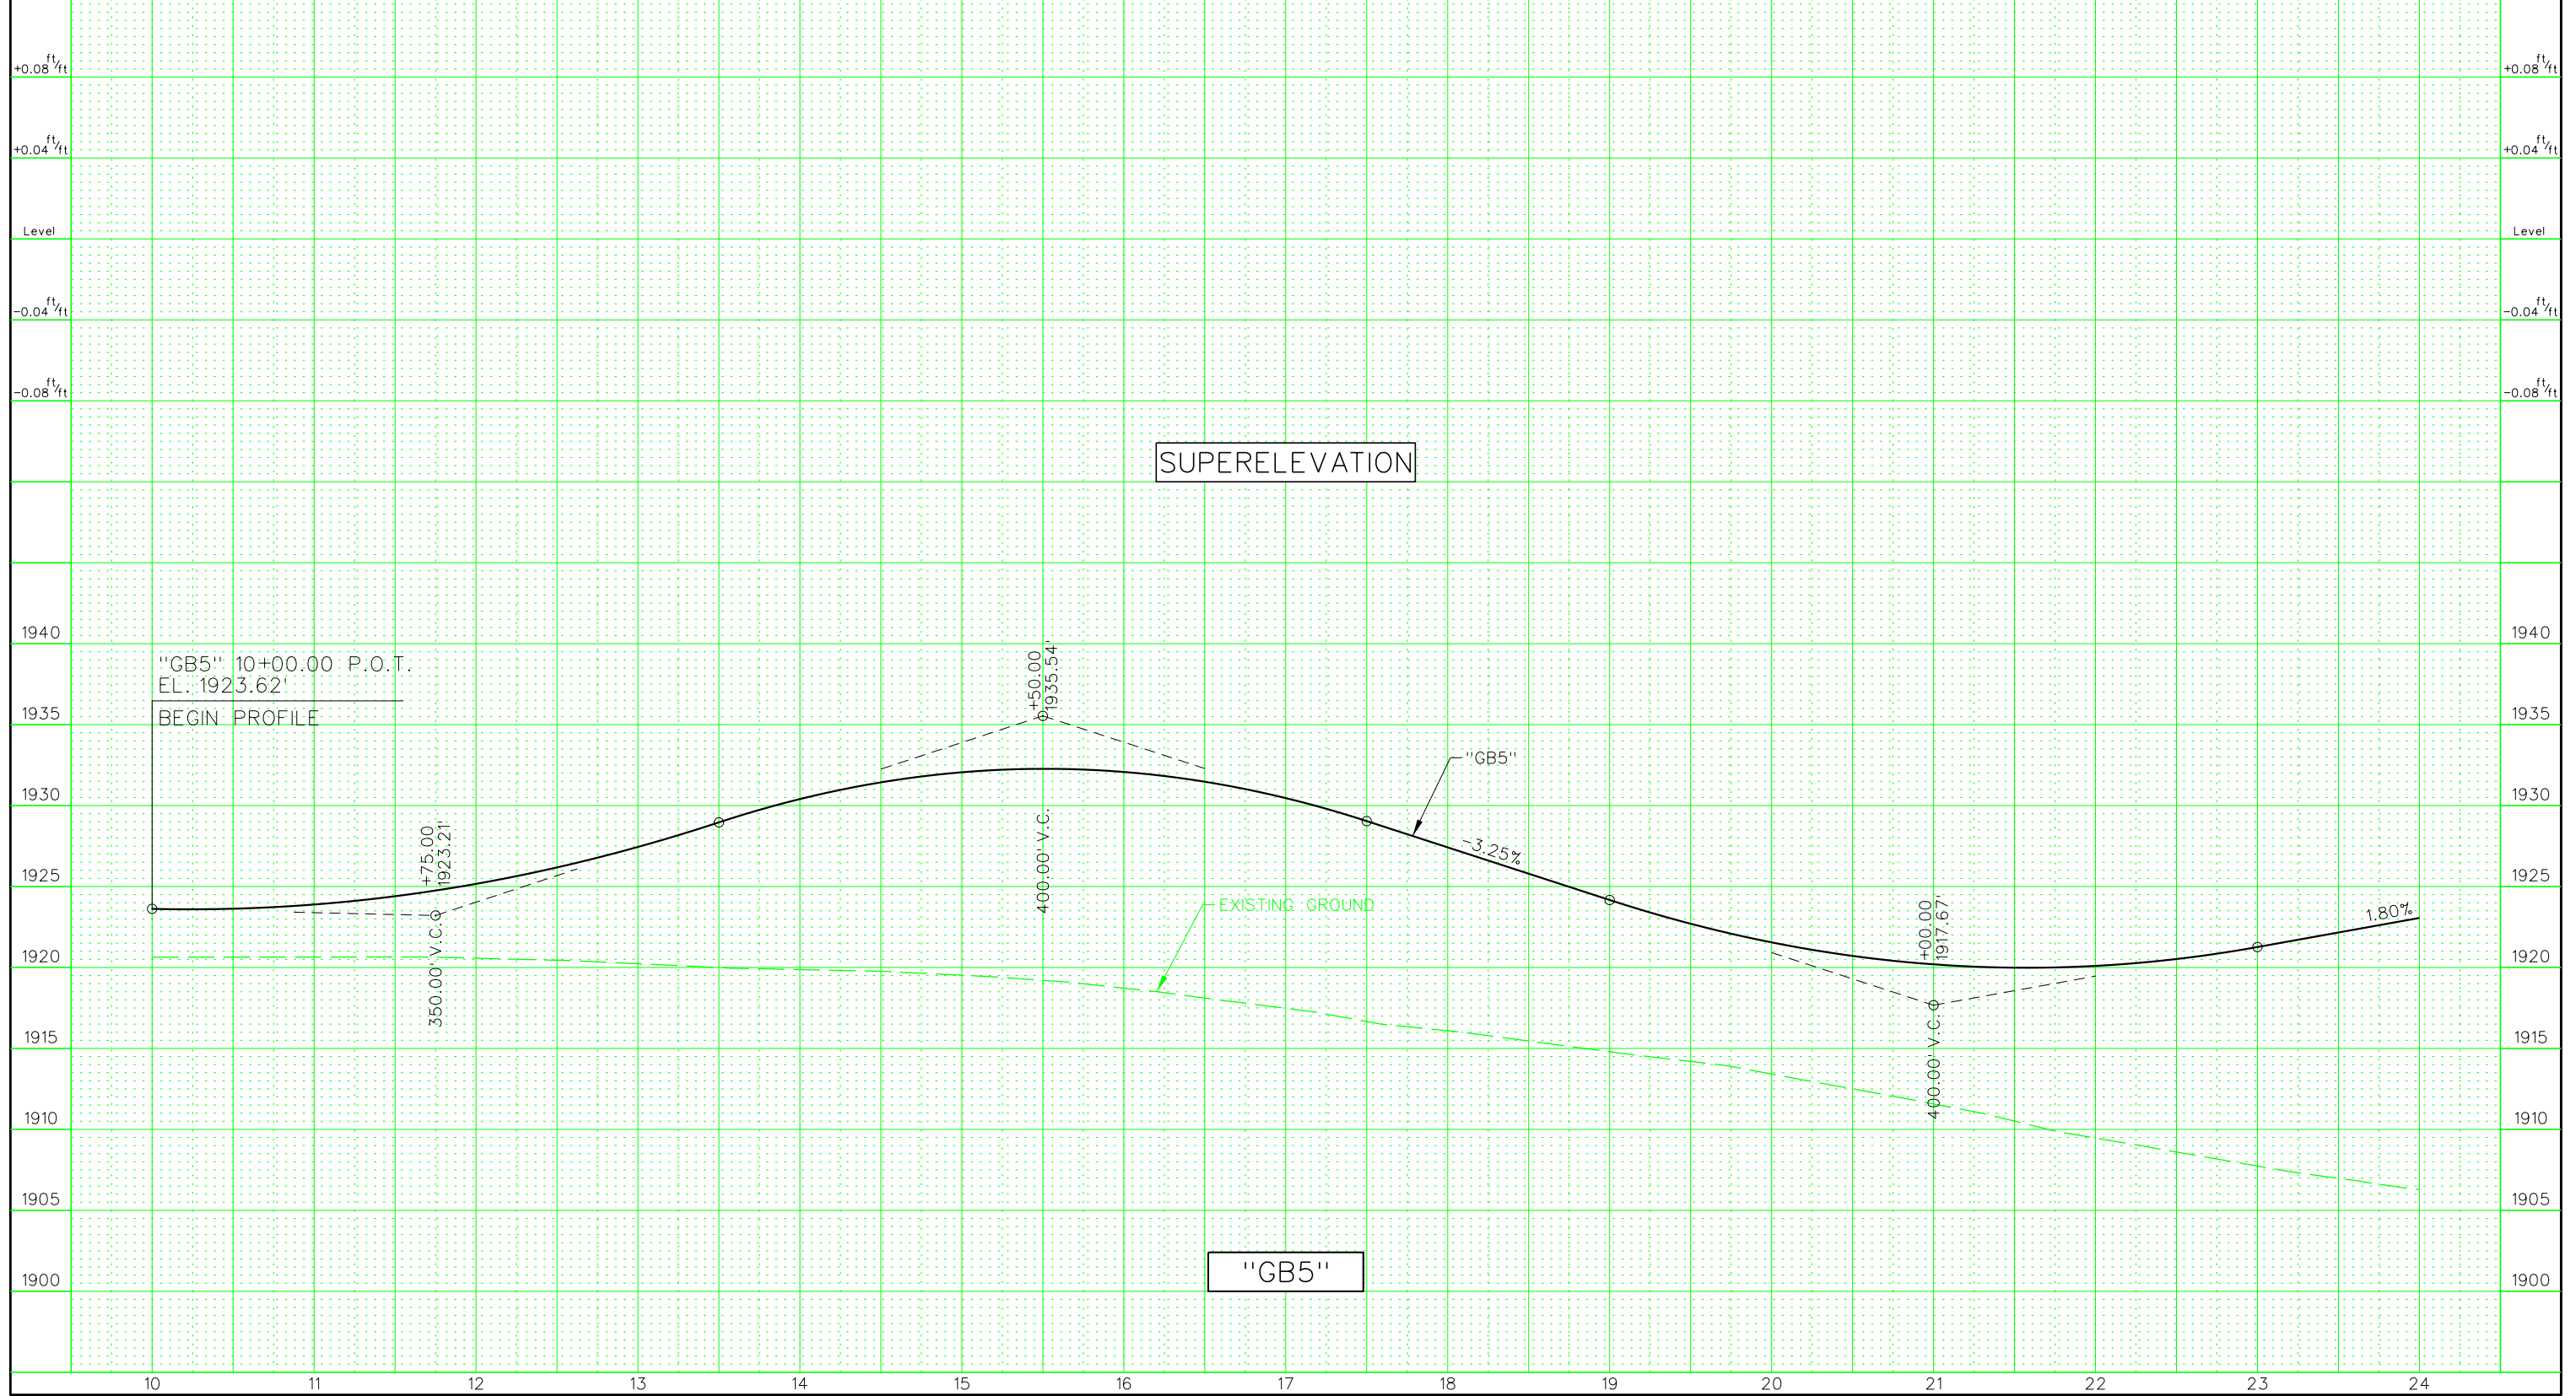 +0.08 ft/ft
+0.08 ft/ft
+0.04 ft/ft
+0.04 ft/ft
Level
Level
-0.04 ft/ft
-0.04 ft/ft
-0.08 ft/ft
-0.08 ft/ft
SUPERELEVATION
1940
1940
"GB5" 10+00.00 P.O.T.
EL. 1923.62'
BEGIN PROFILE
+50.00
1935.54'
1935
1935
"GB5"
1930
1930
400.00' V.C.
+75.00
1923.21'
-3.25%
1925
1925
EXISTING GROUND
+00.00
1917.67'
1.80%
1920
1920
350.00' V.C.
1915
1915
400.00' V.C.
1910
1910
1905
1905
"GB5"
1900
1900
10 11 12 13 14 15 16 17 18 19 20 21 22 23 24